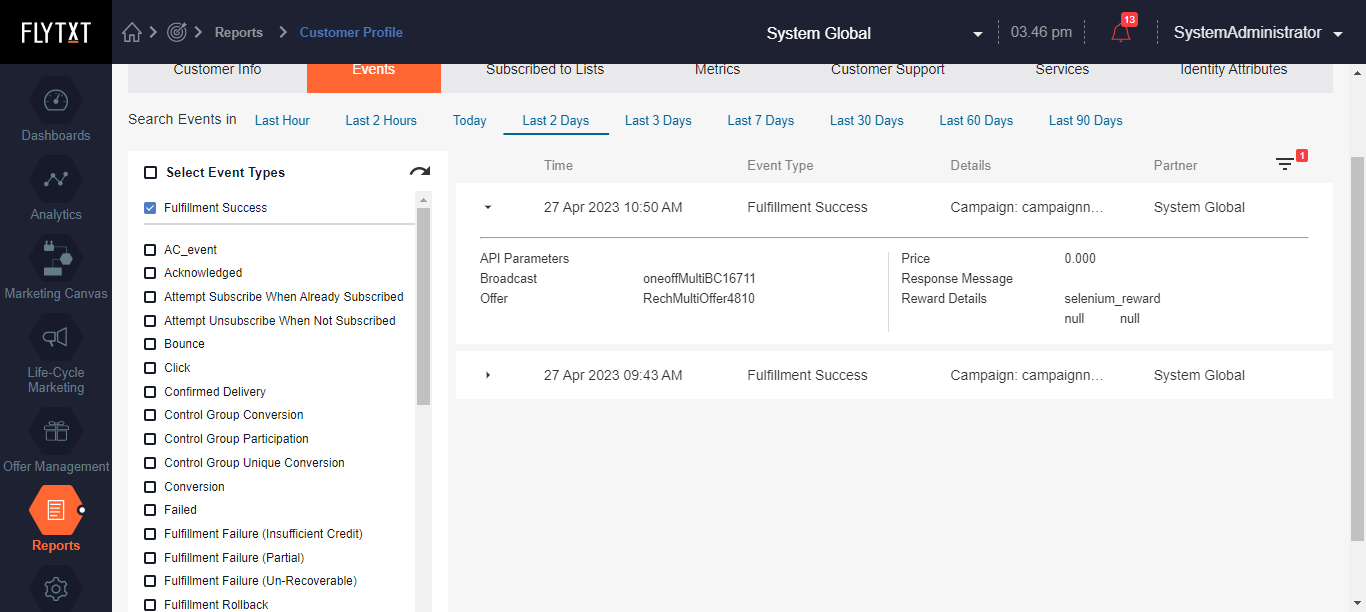 FLYTXT
Reports
Customer Profile
System Global
03.46 pm
13
SystemAdministrator
Dashboards
Analytics
Marketing Canvas
Life-Cycle
Marketing
Offer Management
Reports
Customer Info
Events
Subscribed to Lists
Metrics
Customer Support
Services
Identity Attributes
Search Events in
Last Hour
Last 2 Hours
Today
Last 2 Days
Last 3 Days
Last 7 Days
Last 30 Days
Last 60 Days
Last 90 Days
Select Event Types
Fulfillment Success
AC_event
Acknowledged
Attempt Subscribe When Already Subscribed
Attempt Unsubscribe When Not Subscribed
Bounce
Click
Confirmed Delivery
Control Group Conversion
Control Group Participation
Control Group Unique Conversion
Conversion
Failed
Fulfillment Failure (Insufficient Credit)
Fulfillment Failure (Partial)
Fulfillment Failure (Un-Recoverable)
Fulfillment Rollback
Time
Event Type
Details
Partner
1
27 Apr 2023 10:50 AM
Fulfillment Success
Campaign: campaignn...
System Global
API Parameters
Broadcast
oneoffMultiBC16711
Offer
RechMultiOffer4810
Price
0.000
Response Message
Reward Details
selenium_reward
null null
27 Apr 2023 09:43 AM
Fulfillment Success
Campaign: campaignn...
System Global